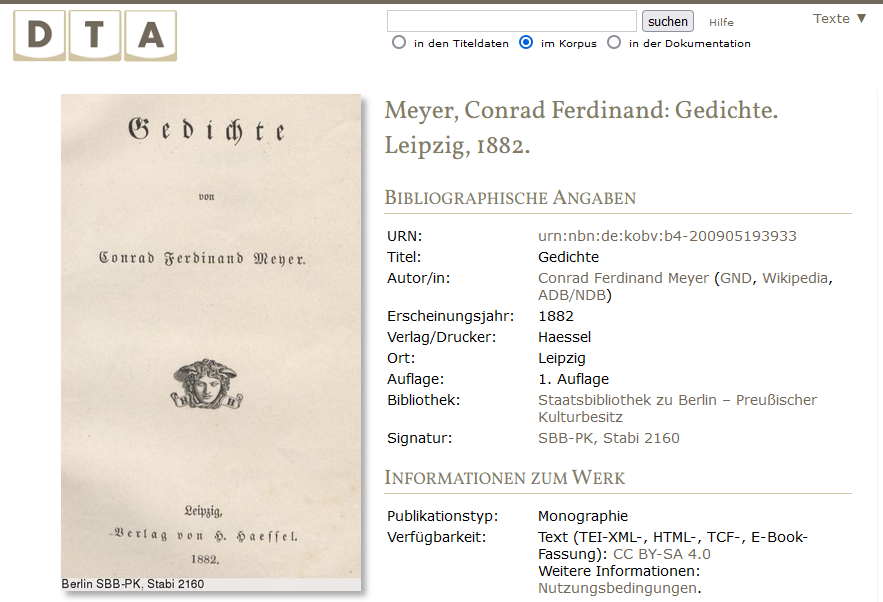 D T A
suchen Hilfe
Texte ▼
in den Titeldaten im Korpus in der Dokumentation
Gedichte
von
Conrad Ferdinand Meyer.
H H
Leipzig,
Verlag von H. Haeſſel.
1882.
Berlin SBB-PK, Stabi 2160
Meyer, Conrad Ferdinand: Gedichte.
Leipzig, 1882.
Bibliographische Angaben
URN: urn:nbn:de:kobv:b4-200905193933
Titel: Gedichte
Autor/in: Conrad Ferdinand Meyer (GND, Wikipedia,
ADB/NDB)
Erscheinungsjahr: 1882
Verlag/Drucker: Haessel
Ort: Leipzig
Auflage: 1. Auflage
Bibliothek: Staatsbibliothek zu Berlin – Preußischer
Kulturbesitz
Signatur: SBB-PK, Stabi 2160
Informationen zum Werk
Publikationstyp: Monographie
Verfügbarkeit: Text (TEI-XML-, HTML-, TCF-, E-Book-
Fassung): CC BY-SA 4.0
Weitere Informationen:
Nutzungsbedingungen.